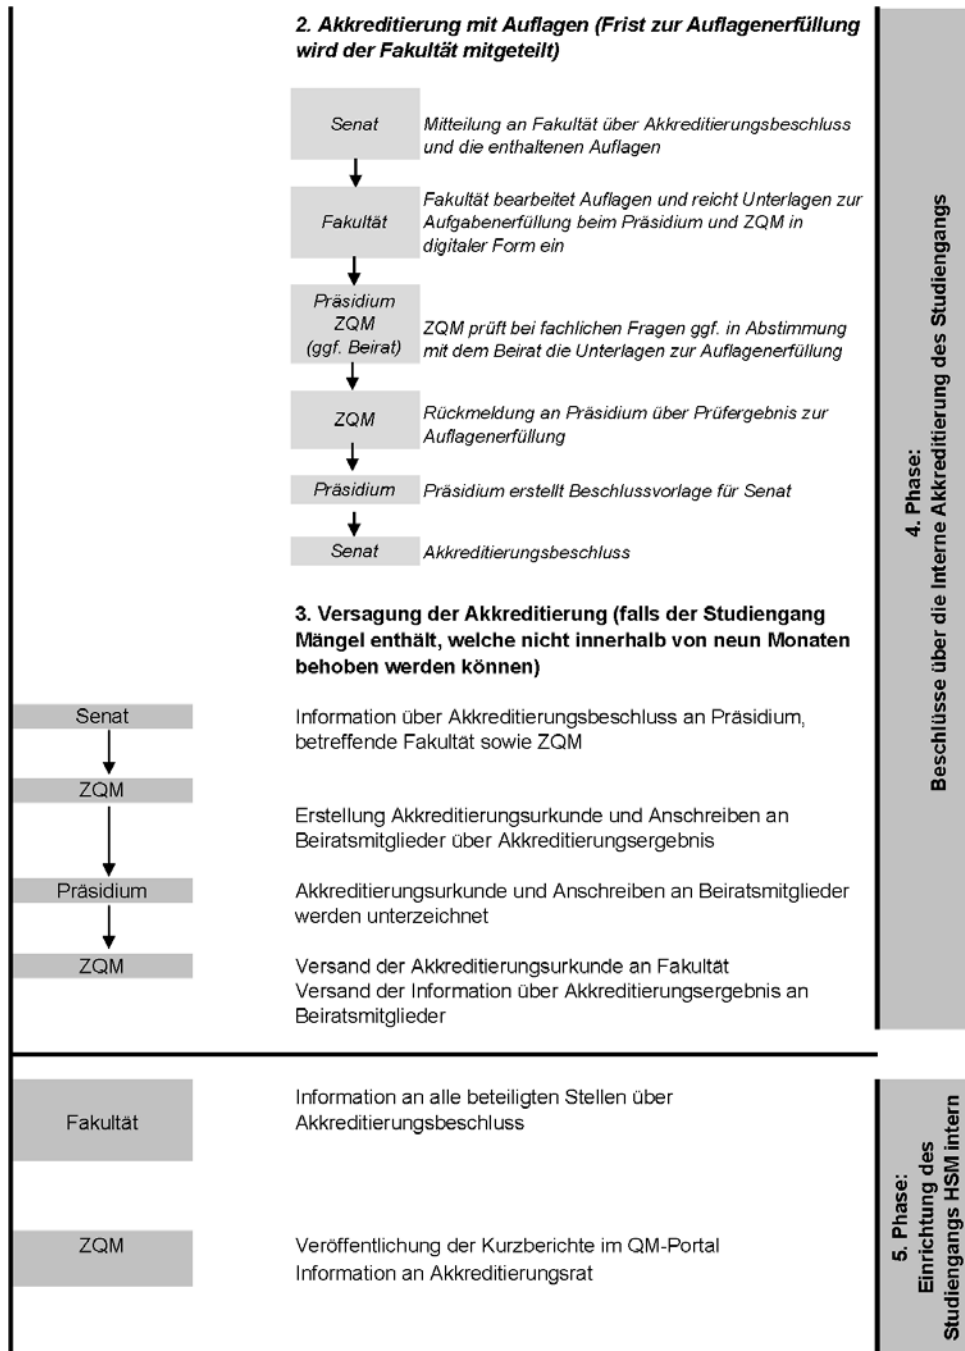 2. Akkreditierung mit Auflagen (Frist zur Auflagenerfüllung
wird der Fakultät mitgeteilt)
Senat
Mitteilung an Fakultät über Akkreditierungsbeschluss
und die enthaltenen Auflagen
Fakultät
Fakultät bearbeitet Auflagen und reicht Unterlagen zur
Aufgabenerfüllung beim Präsidium und ZQM in
digitaler Form ein
Präsidium
ZQM
(ggf. Beirat)
ZQM prüft bei fachlichen Fragen ggf. in Abstimmung
mit dem Beirat die Unterlagen zur Auflagenerfüllung
ZQM
Rückmeldung an Präsidium über Prüfergebnis zur
Auflagenerfüllung
Präsidium
Präsidium erstellt Beschlussvorlage für Senat
Senat
Akkreditierungsbeschluss
3. Versagung der Akkreditierung (falls der Studiengang
Mängel enthält, welche nicht innerhalb von neun Monaten
behoben werden können)
Senat
Information über Akkreditierungsbeschluss an Präsidium,
betreffende Fakultät sowie ZQM
ZQM
Erstellung Akkreditierungsurkunde und Anschreiben an
Beiratsmitglieder über Akkreditierungsergebnis
Präsidium
Akkreditierungsurkunde und Anschreiben an Beiratsmitglieder
werden unterzeichnet
ZQM
Versand der Akkreditierungsurkunde an Fakultät
Versand der Information über Akkreditierungsergebnis an
Beiratsmitglieder
4. Phase:
Beschlüsse über die Interne Akkreditierung des Studiengangs
Fakultät
Information an alle beteiligten Stellen über
Akkreditierungsbeschluss
ZQM
Veröffentlichung der Kurzberichte im QM-Portal
Information an Akkreditierungsrat
5. Phase:
Einrichtung des
Studiengangs HSM intern